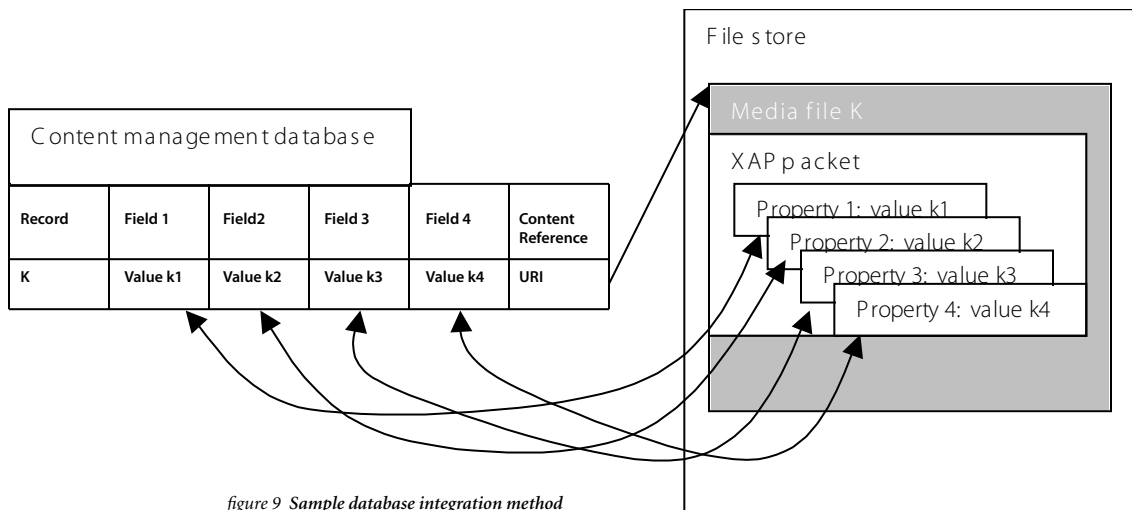 File store
Media file K
Content management database
XAP packet
Record Field 1 Field2 Field 3 Field 4 Content Reference
K Value k1 Value k2 Value k3 Value k4 URI
Property 1: value k1
Property 2: value k2
Property 3: value k3
Property 4: value k4
figure 9 Sample database integration method